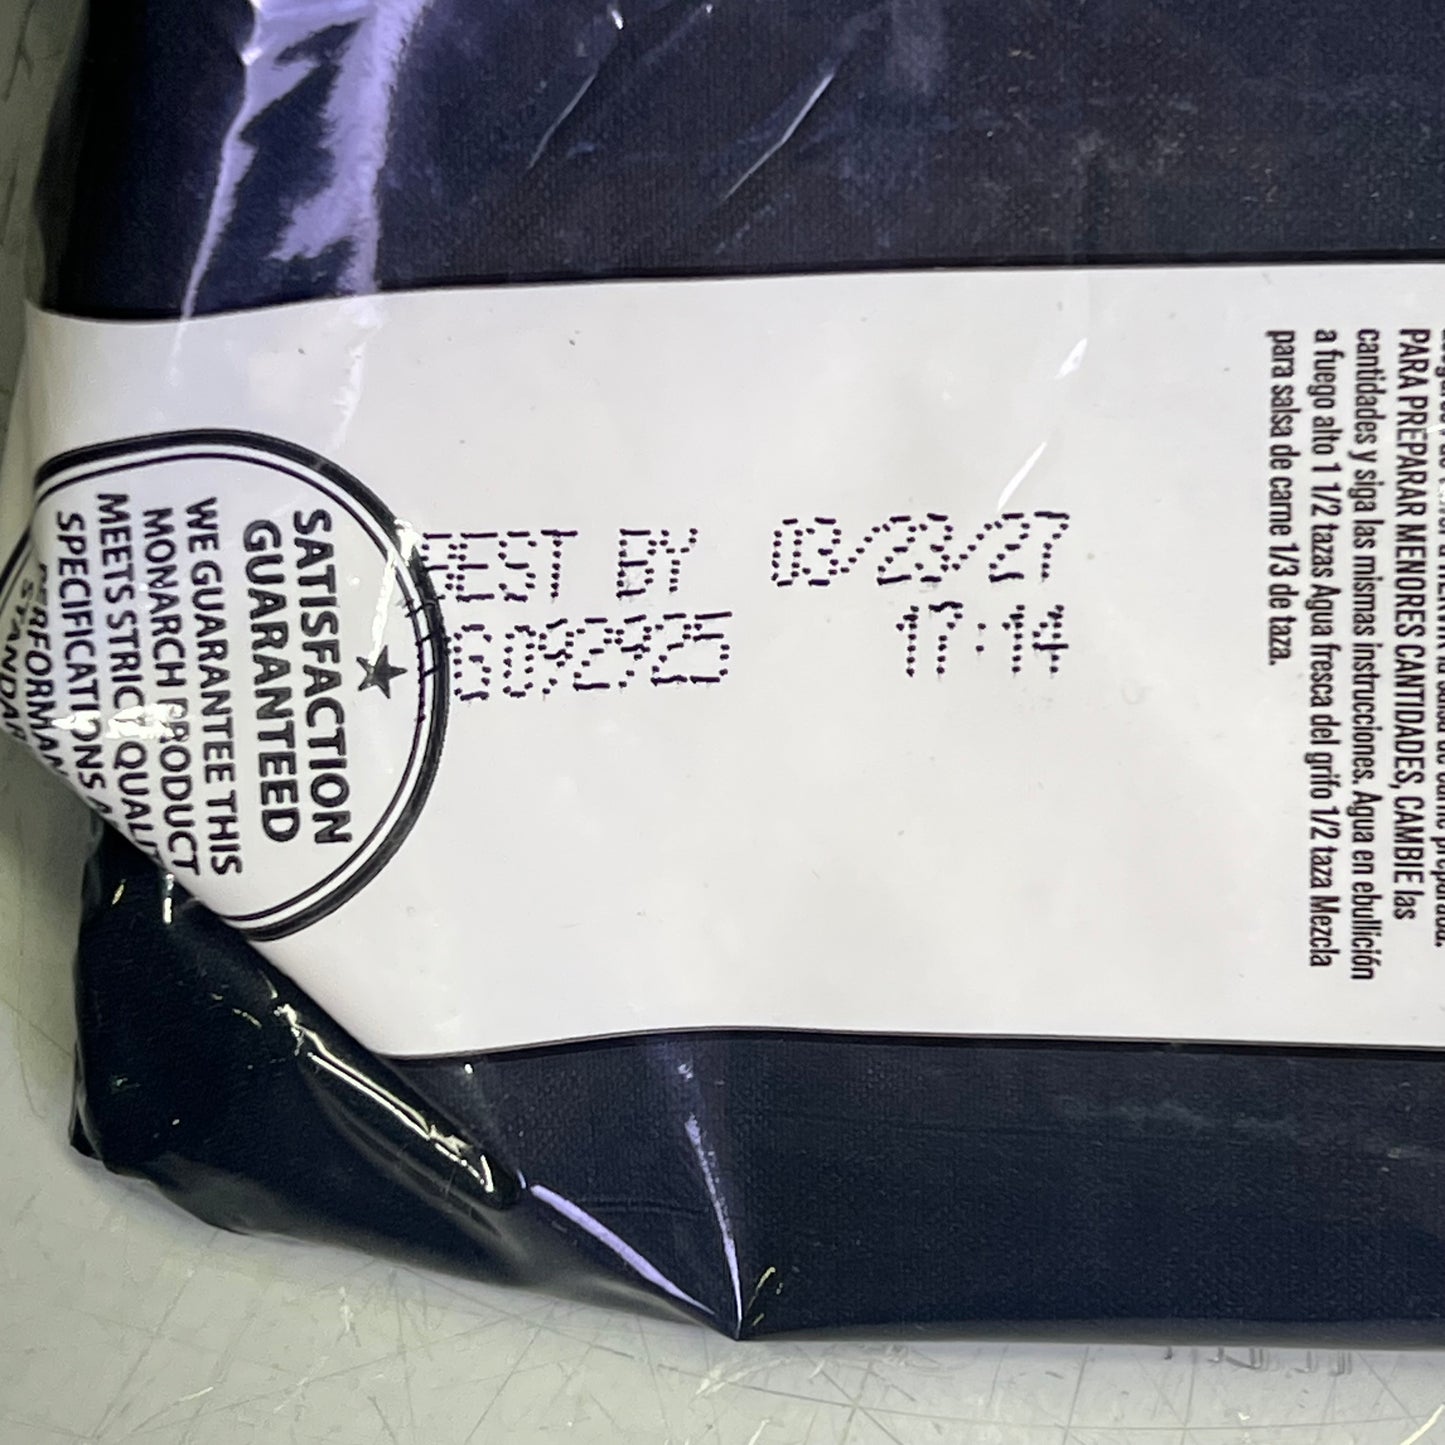 BEST BY 03/23/27
G092925 17:14
SATISFACTION
GUARANTEED
WE GUARANTEE THIS
MONARCH PRODUCT
MEETS STRICT QUALITY
SPECIFICATIONS
PARA PREPARAR MENORES CANTIDADES, CAMBIE las
cantidades y siga las mismas instrucciones. Agua en ebullición
a fuego alto 1 1/2 tazas Agua fresca del grifo 1/2 taza Mezcla
para salsa de carne 1/3 de taza.